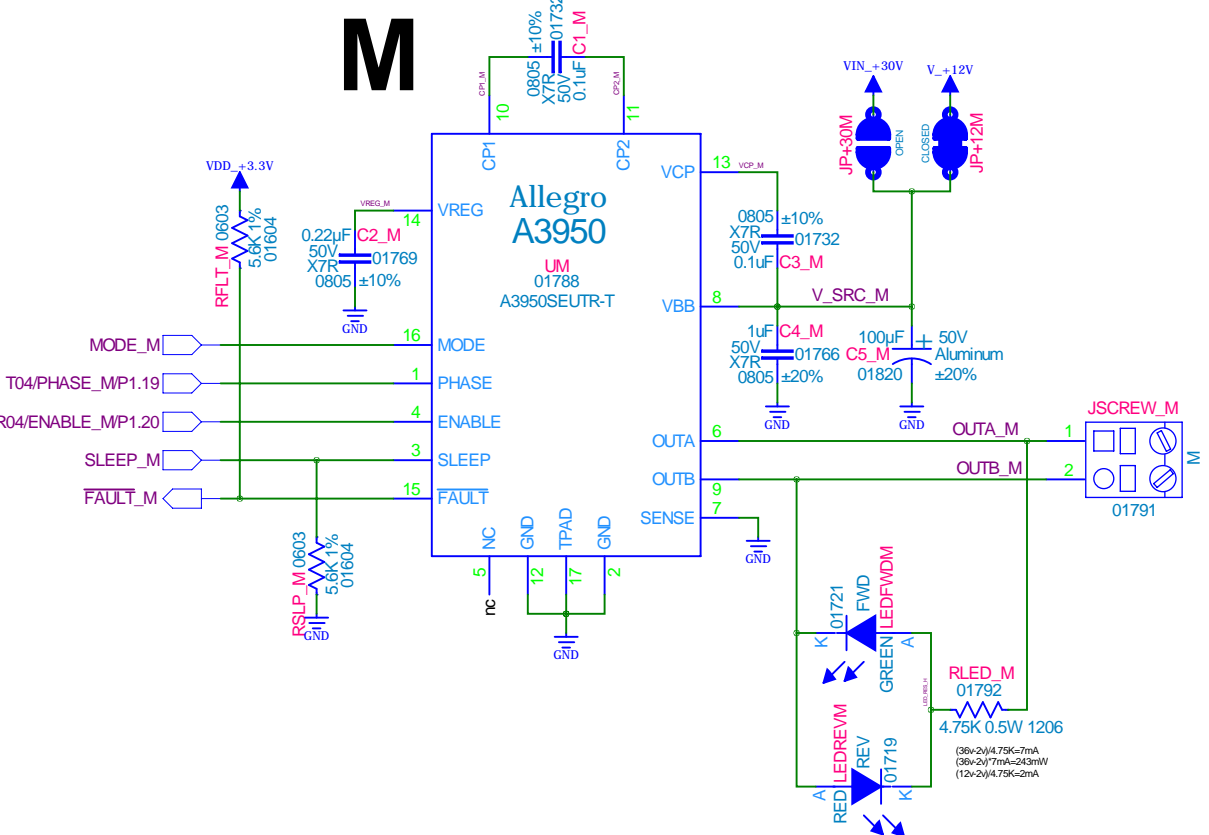 M
±10%
01732
0805
X7R
50V
0.1uF
C1_M
CP1_M
CP2_M
10
11
CP1
CP2
VIN_+30V
V_+12V
JP+30M
OPEN
CLOSED
JP+12M
VDD_+3.3V
RFLT_M 0603
5.6K 1%
01604
VREG_M
14
VREG
0.22µF C2_M
50V
X7R 01769
0805 ±10%
GND
Allegro
A3950
UM
01788
A3950SEUTR-T
VCP
13
VCP_M
0805 ±10%
X7R
50V 01732
0.1uF C3_M
VBB
8
V_SRC_M
1uF C4_M
50V
X7R 01766
0805 ±20%
GND
100µF + 50V
C5_M Aluminum
01820 ±20%
GND
MODE_M
16
MODE
T04/PHASE_M/P1.19
1
PHASE
R04/ENABLE_M/P1.20
4
ENABLE
SLEEP_M
3
SLEEP
FAULT_M
15
FAULT
OUTA
6
OUTA_M
1
JSCREW_M
OUTB
9
OUTB_M
2
M
01791
SENSE
7
GND
NC
GND
TPAD
GND
5
12
17
2
nc
GND
RSLP_M 0603
5.6K 1%
01604
GND
01721
FWD
LEDFWDM
K
A
GREEN
LED_RES_H
RLED_M
01792
4.75K 0.5W 1206
(36v-2v)/4.75K=7mA
(36v-2v)*7mA=243mW
(12v-2v)/4.75K=2mA
RED LEDREVM
REV
01719
A
K